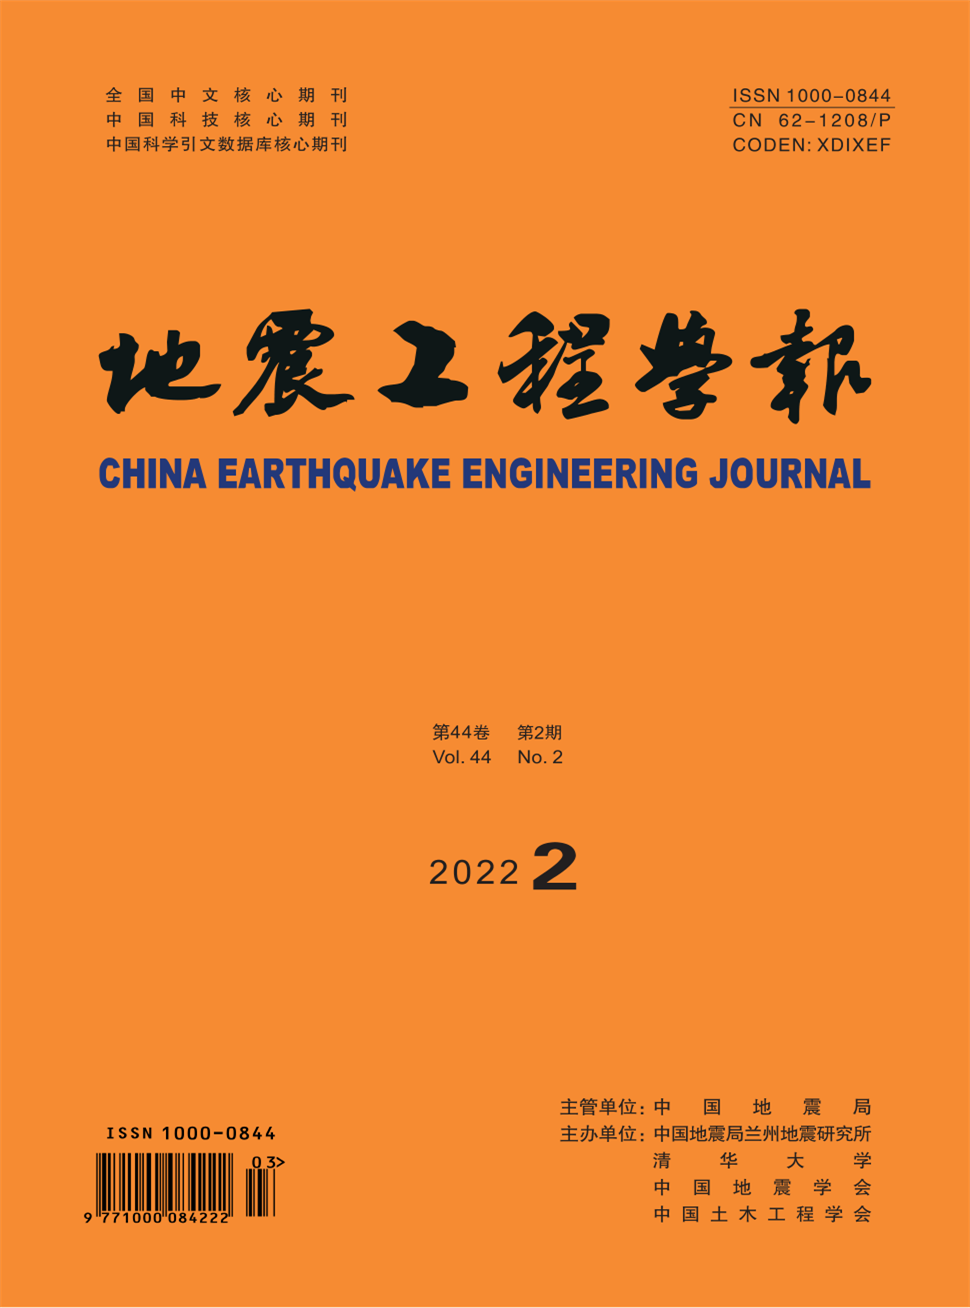 全国中文核心期刊
中国科技核心期刊
中国科学引文数据库核心期刊
ISSN 1000-0844
CN 62-1208/P
CODEN: XDIXEF
地震工程学報
CHINA EARTHQUAKE ENGINEERING JOURNAL
第44卷 第2期
Vol. 44 No. 2
2022 2
ISSN 1000-0844
03>
9 771000 084222
主管单位: 中国地震局
主办单位: 中国地震局兰州地震研究所
清华大学
中国地震学会
中国土木工程学会